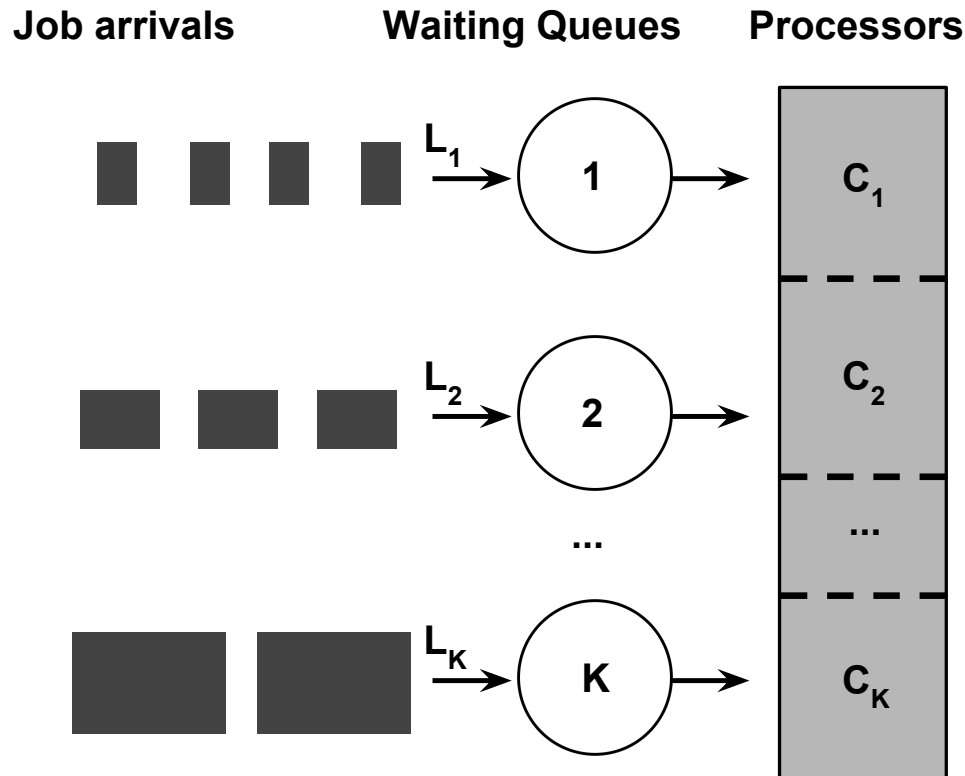 Job arrivals Waiting Queues Processors
L1 1 C1
L2 2 C2
... ...
LK K CK